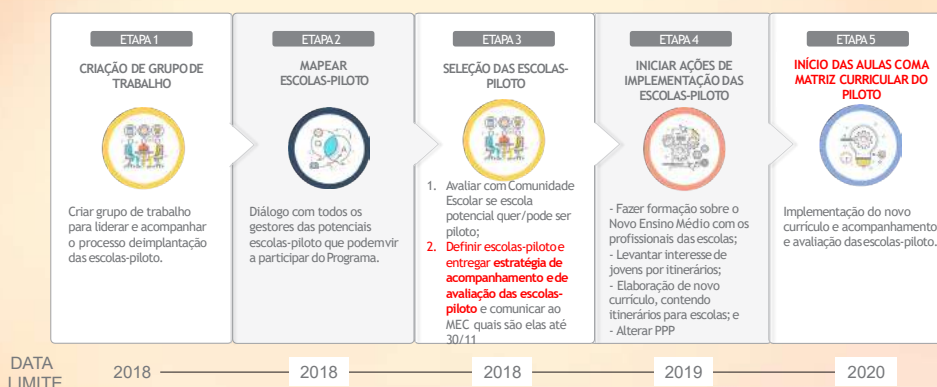 ETAPA 1
CRIAÇÃO DE GRUPO DE
TRABALHO
Criar grupo de trabalho
para liderar e acompanhar
o processo deimplantação
das escolas-piloto.
ETAPA 2
MAPEAR
ESCOLAS-PILOTO
Diálogo com todos os
gestores das potenciais
escolas-piloto que podemvir
a participar do Programa.
ETAPA 3
SELEÇÃO DAS ESCOLAS-
PILOTO
1. Avaliar com Comunidade
Escolar se escola
potencial quer/pode ser
piloto;
2. Definir escolas-piloto e
entregar estratégia de
acompanhamento e de
avaliação das escolas-
piloto e comunicar ao
MEC quais são elas até
30/11
ETAPA 4
INICIAR AÇÕES DE
IMPLEMENTAÇÃO DAS
ESCOLAS-PILOTO
- Fazer formação sobre o
Novo Ensino Médio com os
profissionais das escolas;
- Levantar interesse de
jovens por itinerários;
- Elaboração de novo
currículo, contendo
itinerários para escolas; e
- Alterar PPP
ETAPA 5
INÍCIO DAS AULAS COMA
MATRIZ CURRICULAR DO
PILOTO
Implementação do novo
currículo e acompanhamento
e avaliação das escolas-piloto.
DATA
LIMITE
2018
2018
2018
2019
2020